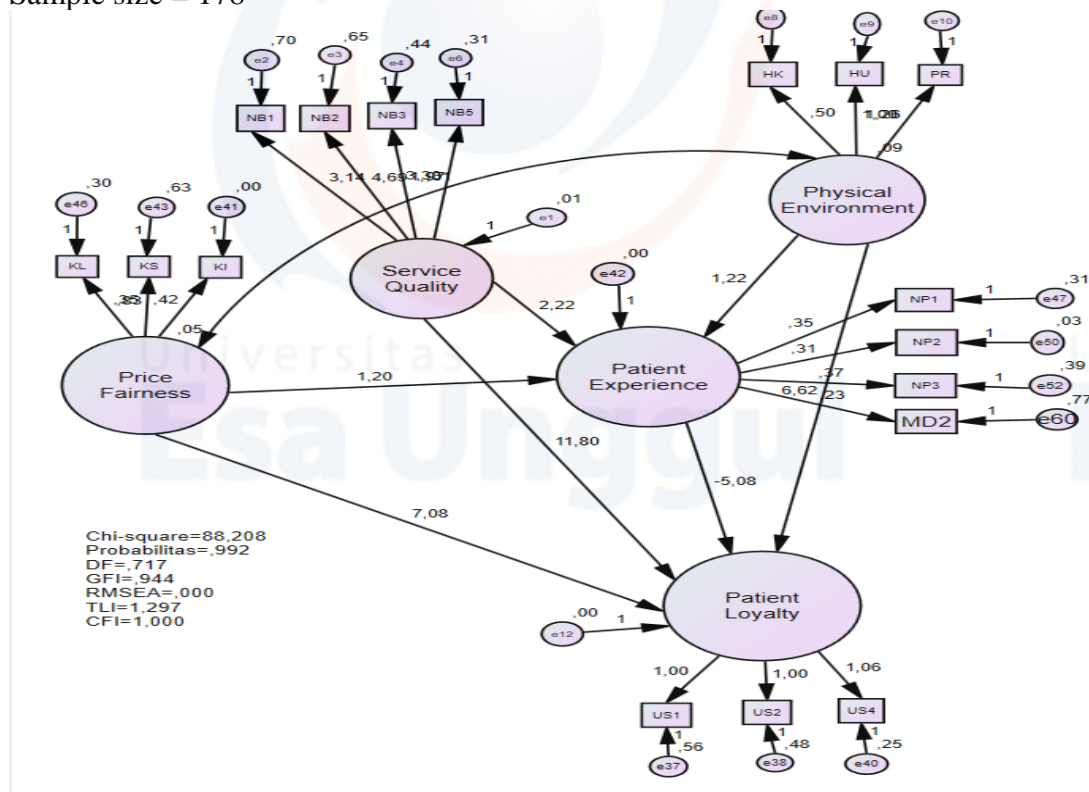 Sample size = 178
,70
,65
,44
,31
e2
e3
e4
e6
1
1
1
1
NB1
NB2
NB3
NB5
e8
e9
e10
1
1
1
HK
HU
PR
,50
,09
Physical
Environment
3,14
4,69
,30
,63
,00
e46
e43
e41
1
1
1
KL
KS
KI
,35
,42
,05
,01
e1
1
Service
Quality
,00
e42
1
2,22
1,22
Price
Fairness
1,20
Patient
Experience
,35
,31
,37
6,62
,23
NP1
NP2
NP3
MD2
1
1
1
1
,31
e47
,03
e50
,39
e52
,77
e60
Universitas
Esa Unggul
11,80
-5,08
7,08
Chi-square=88,208
Probabilitas=,992
DF=,717
GFI=,944
RMSEA=,000
TLI=1,297
CFI=1,000
,00
e12
1
Patient
Loyalty
1,00
1,00
1,06
US1
US2
US4
1
1
1
,56
,48
,25
e37
e38
e40